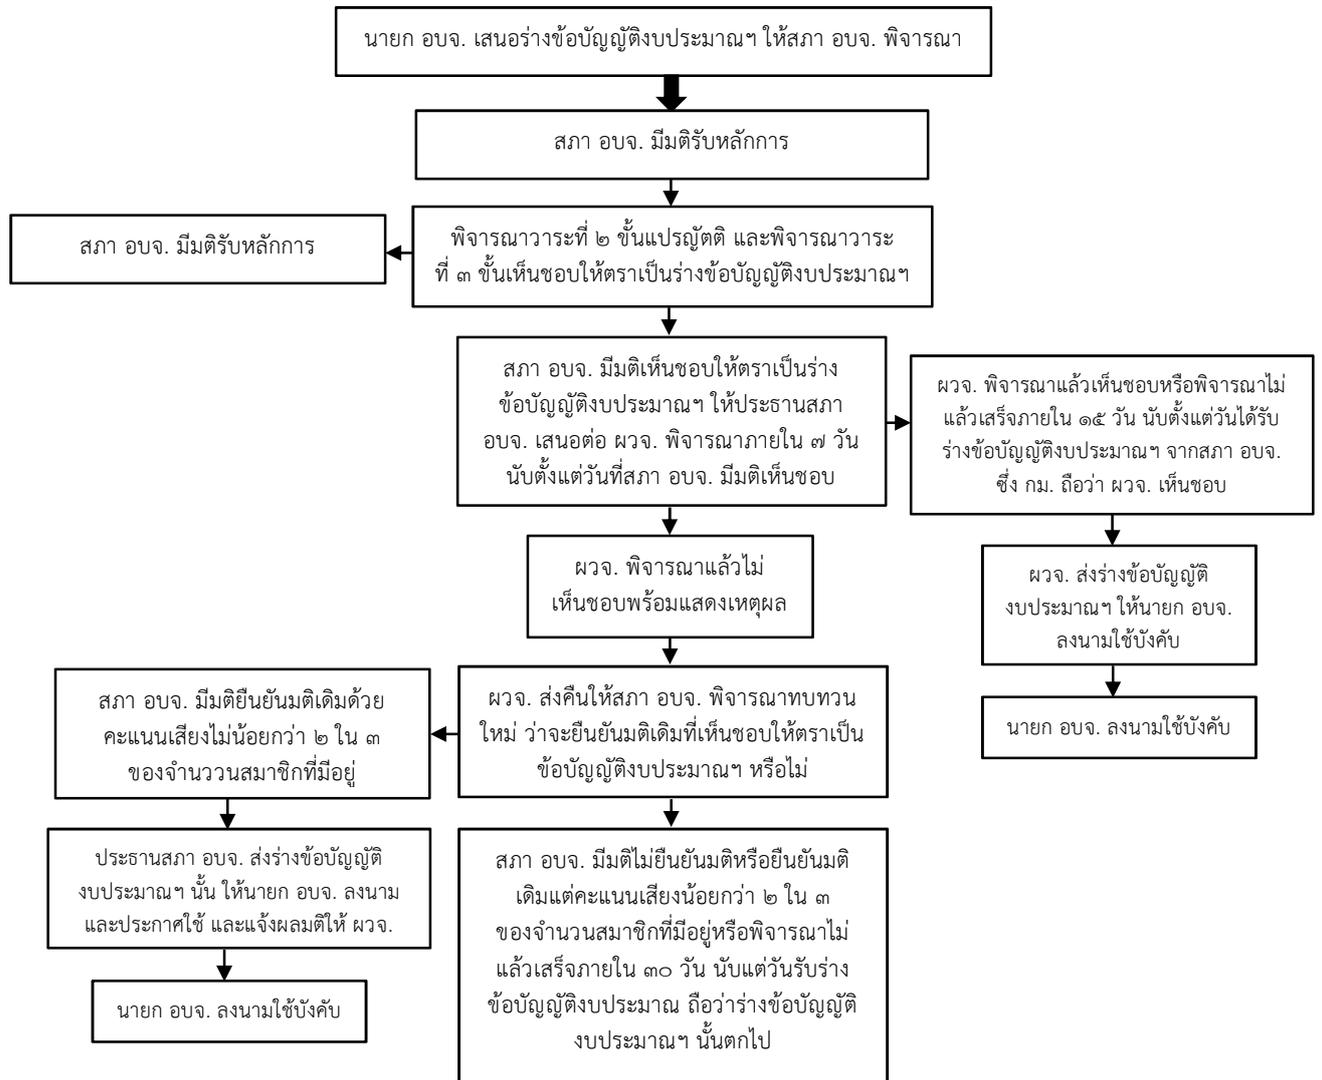 นายก อบจ. เสนอร่างข้อบัญญัติงบประมาณฯ ให้สภา อบจ. พิจารณา
สภา อบจ. มีมติรับหลักการ
สภา อบจ. มีมติรับหลักการ
พิจารณาวาระที่ ๒ ขั้นแปรญัตติ และพิจารณาวาระ
ที่ ๓ ขั้นเห็นชอบให้ตราเป็นร่างข้อบัญญัติงบประมาณฯ
สภา อบจ. มีมติเห็นชอบให้ตราเป็นร่าง
ข้อบัญญัติงบประมาณฯ ให้ประธานสภา
อบจ. เสนอต่อ ผวจ. พิจารณาภายใน ๗ วัน
นับตั้งแต่วันที่สภา อบจ. มีมติเห็นชอบ
ผวจ. พิจารณาแล้วเห็นชอบหรือพิจารณาไม่
แล้วเสร็จภายใน ๑๕ วัน นับตั้งแต่วันได้รับ
ร่างข้อบัญญัติงบประมาณฯ จากสภา อบจ.
ซึ่ง กม. ถือว่า ผวจ. เห็นชอบ
ผวจ. พิจารณาแล้วไม่
เห็นชอบพร้อมแสดงเหตุผล
ผวจ. ส่งร่างข้อบัญญัติ
งบประมาณฯ ให้นายก อบจ.
ลงนามใช้บังคับ
สภา อบจ. มีมติยืนยันมติเดิมด้วย
คะแนนเสียงไม่น้อยกว่า ๒ ใน ๓
ของจำนววนสมาชิกที่มีอยู่
ผวจ. ส่งคืนให้สภา อบจ. พิจารณาทบทวน
ใหม่ ว่าจะยืนยันมติเดิมที่เห็นชอบให้ตราเป็น
ข้อบัญญัติงบประมาณฯ หรือไม่
นายก อบจ. ลงนามใช้บังคับ
ประธานสภา อบจ. ส่งร่างข้อบัญญัติ
งบประมาณฯ นั้น ให้นายก อบจ. ลงนาม
และประกาศใช้ และแจ้งผลมติให้ ผวจ.
สภา อบจ. มีมติไม่ยืนยันมติหรือยืนยันมติ
เดิมแต่คะแนนเสียงน้อยกว่า ๒ ใน ๓
ของจำนวนสมาชิกที่มีอยู่หรือพิจารณาไม่
แล้วเสร็จภายใน ๓๐ วัน นับแต่วันรับร่าง
ข้อบัญญัติงบประมาณ ถือว่าร่างข้อบัญญัติ
งบประมาณฯ นั้นตกไป
นายก อบจ. ลงนามใช้บังคับ